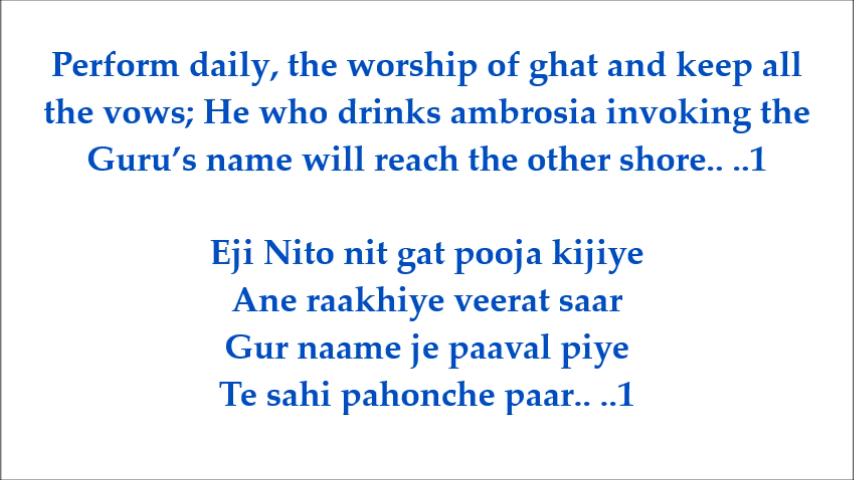 Perform daily, the worship of ghat and keep all
the vows; He who drinks ambrosia invoking the
Guru’s name will reach the other shore.. ..1
Eji Nito nit gat pooja kijiye
Ane raakhiye veerat saar
Gur naame je paaval piye
Te sahi pahonche paar.. ..1